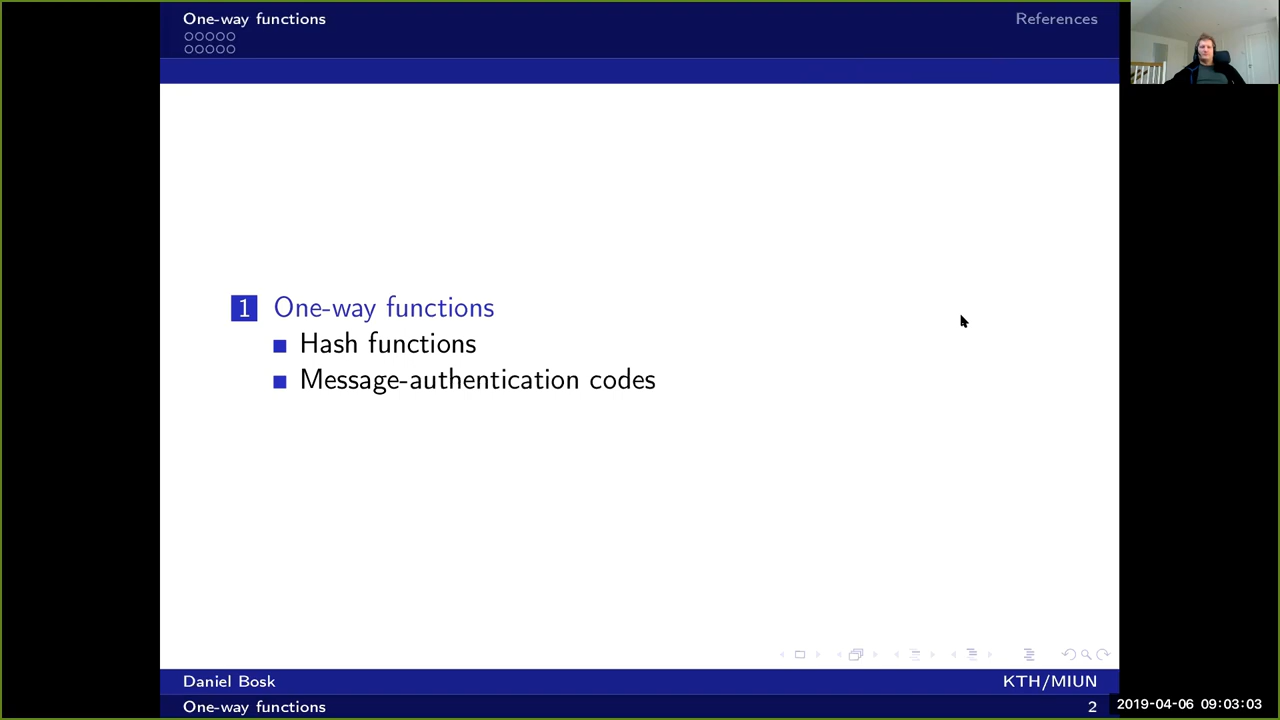 One-way functions
References
1 One-way functions
Hash functions
Message-authentication codes
Daniel Bosk
KTH/MIUN
One-way functions
2
2019-04-06 09:03:03